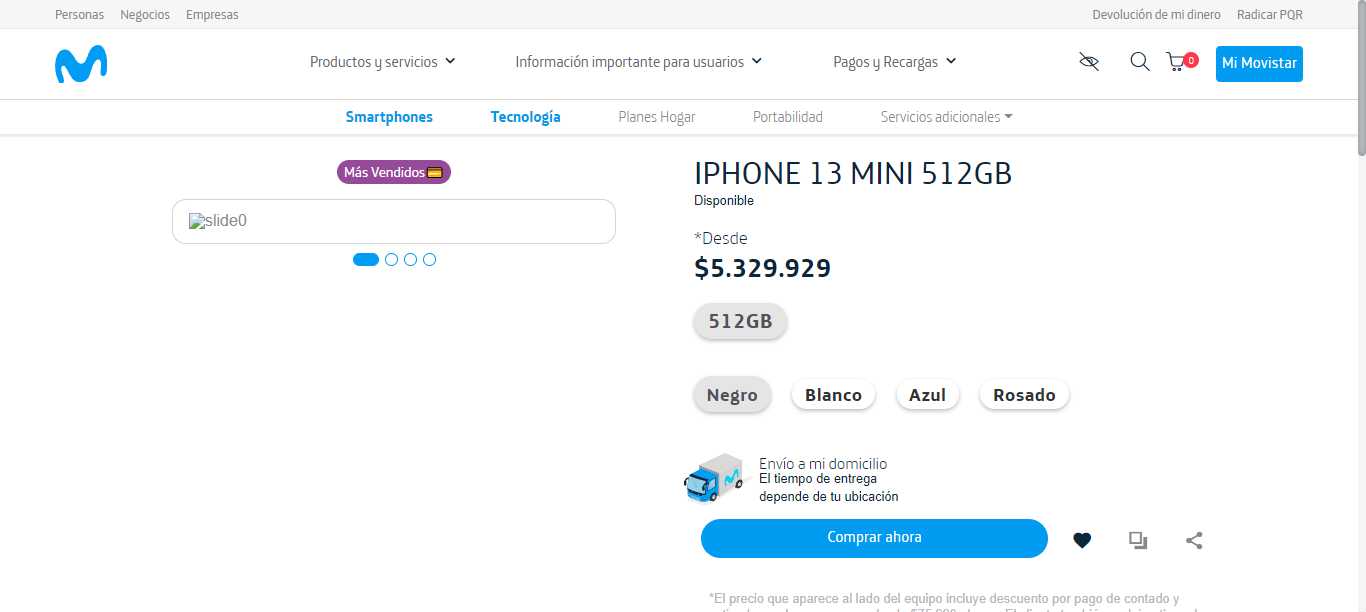 Personas Negocios Empresas Devolución de mi dinero Radicar PQR
Productos y servicios Información importante para usuarios Pagos y Recargas 0 Mi Movistar
Smartphones Tecnología Planes Hogar Portabilidad Servicios adicionales
Más Vendidos
slide0
IPHONE 13 MINI 512GB
Disponible
*Desde
$5.329.929
512GB
Negro Blanco Azul Rosado
Envío a mi domicilio
El tiempo de entrega
depende de tu ubicación
Comprar ahora
*El precio que aparece al lado del equipo incluye descuento por pago de contado y